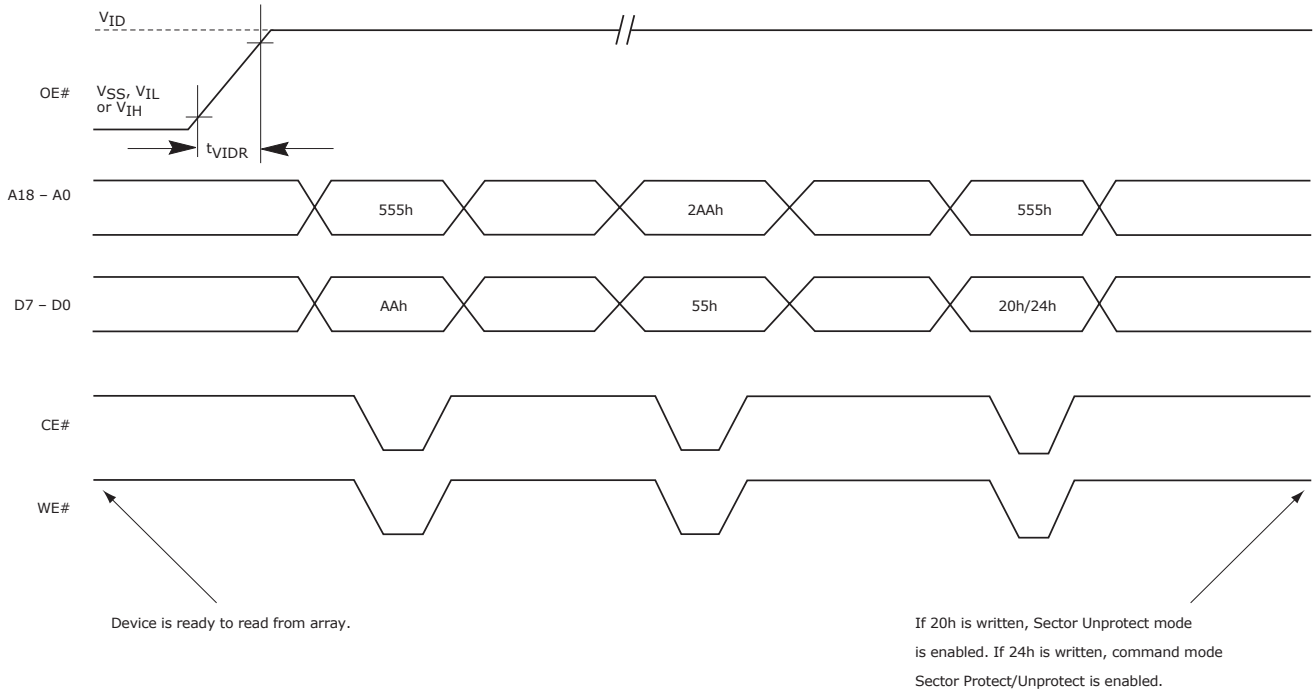 VID
OE#
VSS, VIL
or VIH
tVIDR
A18 – A0
555h
2AAh
555h
D7 – D0
AAh
55h
20h/24h
CE#
WE#
Device is ready to read from array.
If 20h is written, Sector Unprotect mode
is enabled. If 24h is written, command mode
Sector Protect/Unprotect is enabled.